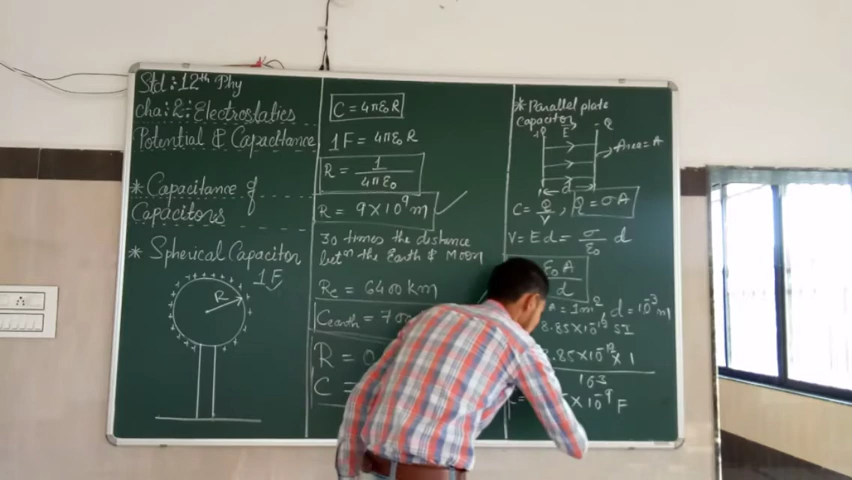 Std: 12th Phy
cha: 2: Electrostatics
Potential & Capacitance
* Capacitance of
Capacitors
* Spherical Capacitor
1F
R
C = 4πε₀R
1F = 4πε₀R
R = 1 / 4πε₀
R = 9×10⁹ m
30 times the distance
betⁿ the Earth & Moon
Re = 6400 km
Cearth = 7
R = 0
C =
* Parallel plate
Capacitor
+Q E - Q
Area = A
d
C = Q/V, Q = σA
V = Ed = σ/ε₀ d
ε₀A / d
A = 1m² d = 10⁻³ m
8.85×10⁻¹² SI
8.85×10⁻¹² × 1
10⁻³
×10⁻⁹ F